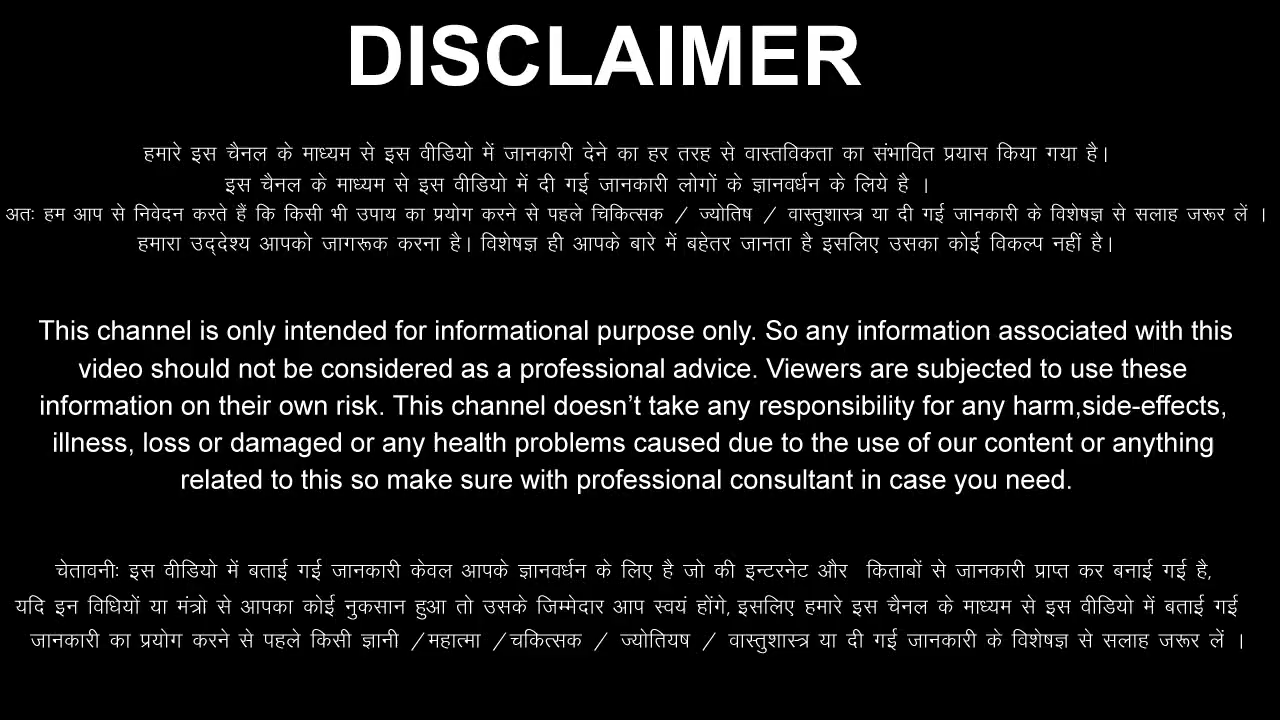 DISCLAIMER
हमारे इस चैनल के माध्यम से इस वीडियो में जानकारी देने का हर तरह से वास्तविकता का संभावित प्रयास किया गया है।
इस चैनल के माध्यम से इस वीडियो में दी गई जानकारी लोगों के ज्ञानवर्धन के लिये है ।
अतः हम आप से निवेदन करते हैं कि किसी भी उपाय का प्रयोग करने से पहले चिकित्सक / ज्योतिष / वास्तुशास्त्र या दी गई जानकारी के विशेषज्ञ से सलाह जरूर लें ।
हमारा उद्देश्य आपको जागरूक करना है। विशेषज्ञ ही आपके बारे में बहेतर जानता है इसलिए उसका कोई विकल्प नहीं है।
This channel is only intended for informational purpose only. So any information associated with this
video should not be considered as a professional advice. Viewers are subjected to use these
information on their own risk. This channel doesn’t take any responsibility for any harm,side-effects,
illness, loss or damaged or any health problems caused due to the use of our content or anything
related to this so make sure with professional consultant in case you need.
चेतावनीः इस वीडियो में बताई गई जानकारी केवल आपके ज्ञानवर्धन के लिए है जो की इन्टरनेट और किताबों से जानकारी प्राप्त कर बनाई गई है,
यदि इन विधियों या मंत्रो से आपका कोई नुकसान हुआ तो उसके जिम्मेदार आप स्वयं होंगे, इसलिए हमारे इस चैनल के माध्यम से इस वीडियो में बताई गई
जानकारी का प्रयोग करने से पहले किसी ज्ञानी /महात्मा /चकित्सक / ज्योतियष / वास्तुशास्त्र या दी गई जानकारी के विशेषज्ञ से सलाह जरूर लें ।